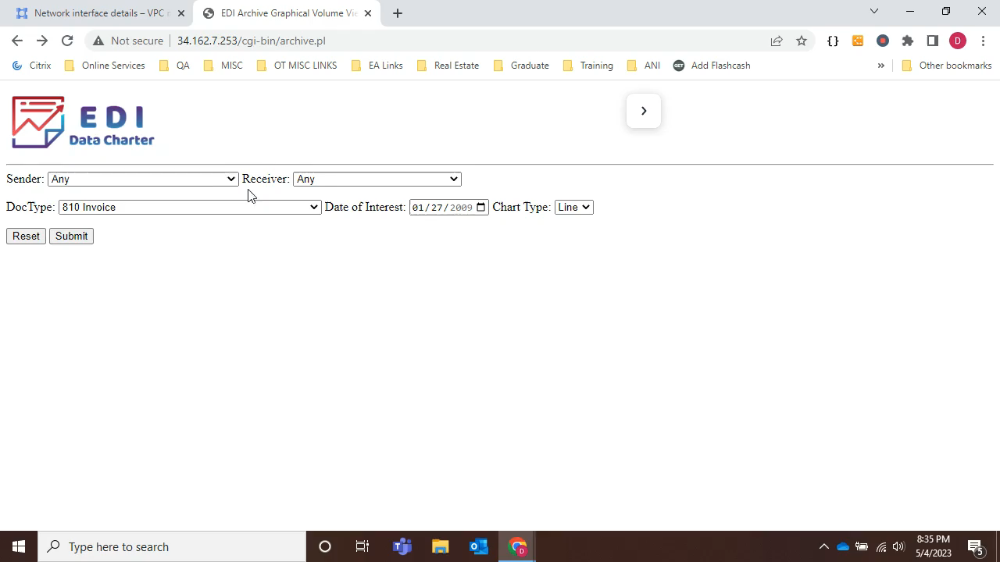 Network interface details – VPC n
EDI Archive Graphical Volume Vie
Not secure
34.162.7.253/cgi-bin/archive.pl
D
Citrix
Online Services
QA
MISC
OT MISC LINKS
EA Links
Real Estate
Graduate
Training
ANI
GET
Add Flashcash
»
Other bookmarks
EDI
Data Charter
Sender: Any Receiver: Any
DocType: 810 Invoice Date of Interest: 01/27/2009 Chart Type: Line
Reset Submit
Type here to search
D
8:35 PM
5/4/2023
5